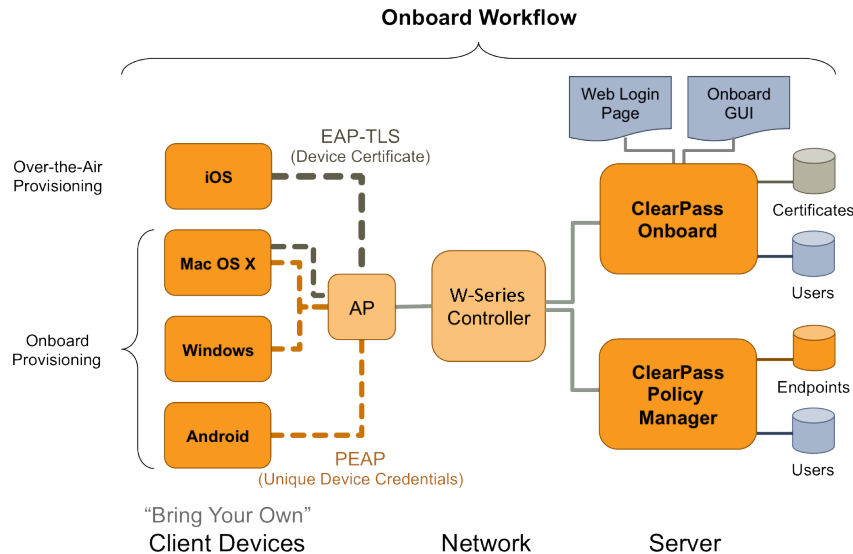 Onboard Workflow
Web Login
Page
Onboard
GUI
EAP-TLS
(Device Certificate)
Over-the-Air
Provisioning
iOS
ClearPass
Onboard
Certificates
Users
Mac OS X
AP
W-Series
Controller
Onboard
Provisioning
Windows
Android
ClearPass
Policy
Manager
Endpoints
Users
PEAP
(Unique Device Credentials)
“Bring Your Own”
Client Devices
Network
Server